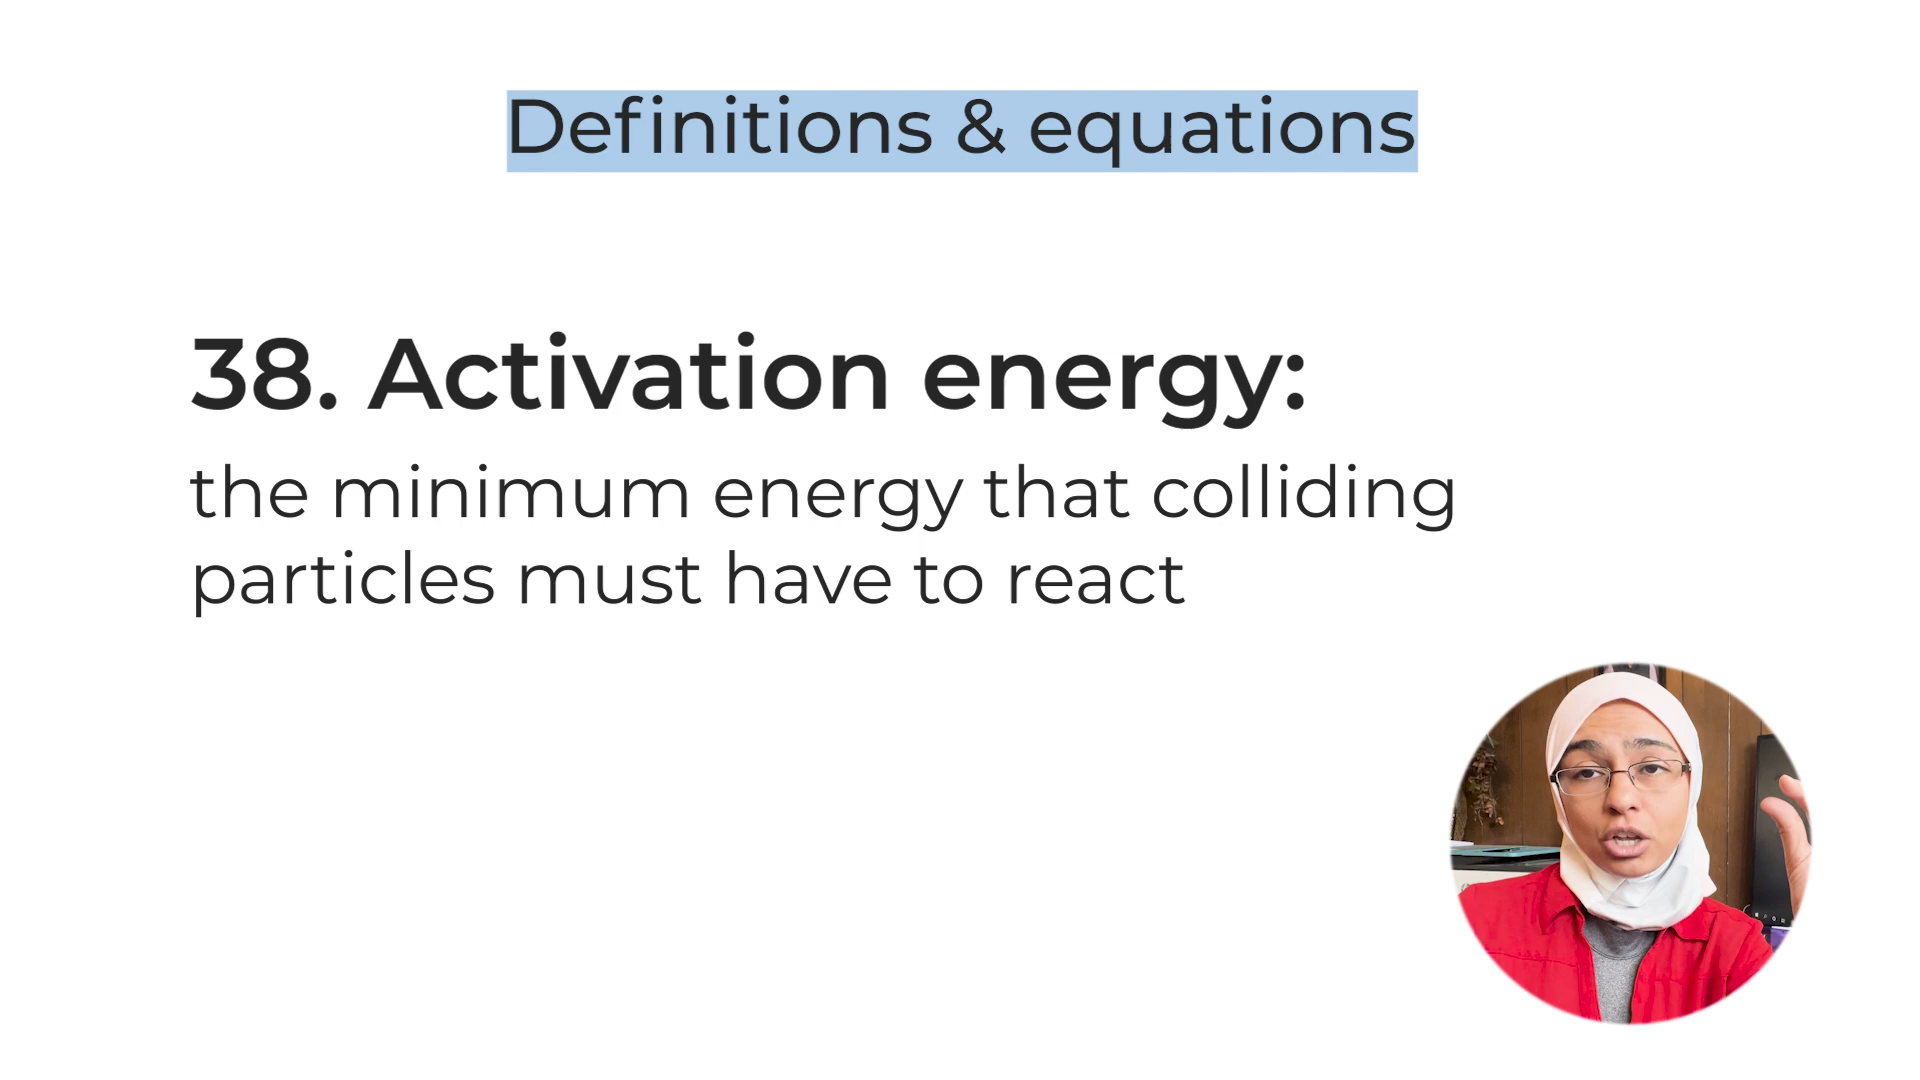 Definitions & equations
38. Activation energy:
the minimum energy that colliding
particles must have to react